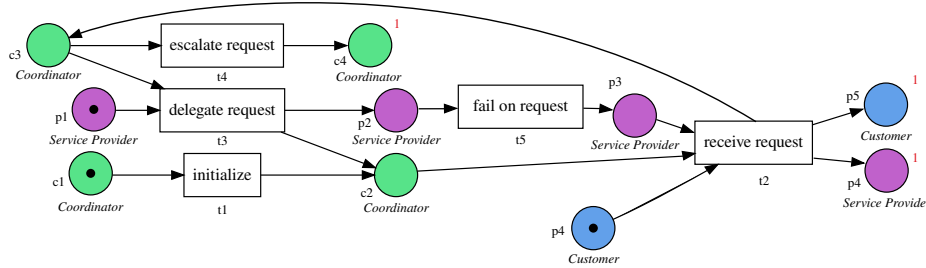 1
c3
escalate request
c4
Coordinator
t4
Coordinator
p3
1
p5
p1
delegate request
p2
fail on request
Service Provider
t3
Service Provider
t5
Service Provider
Customer
receive request
1
c1
initialize
c2
t2
p4
Coordinator
t1
Coordinator
Service Provide
p4
Customer